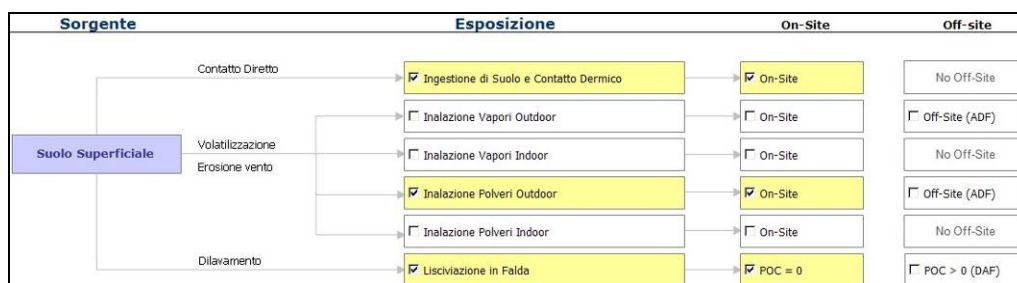 Sorgente Esposizione On-Site Off-site
Contatto Diretto
Ingestione di Suolo e Contatto Dermico On-Site No Off-Site
Inalazione Vapori Outdoor On-Site Off-Site (ADF)
Suolo Superficiale Volatilizzazione Inalazione Vapori Indoor On-Site No Off-Site
Erosione vento
Inalazione Polveri Outdoor On-Site Off-Site (ADF)
Inalazione Polveri Indoor On-Site No Off-Site
Dilavamento
Lisciviazione in Falda POC = 0 POC > 0 (DAF)